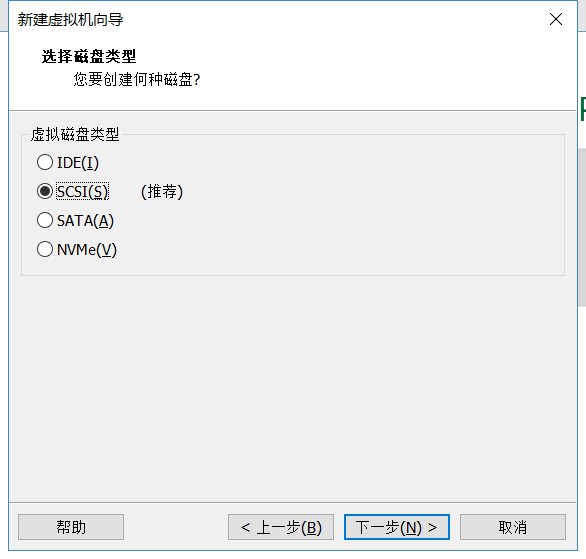 新建虚拟机向导
选择磁盘类型
您要创建何种磁盘?
虚拟磁盘类型
IDE(I)
SCSI(S) (推荐)
SATA(A)
NVMe(V)
帮助 < 上一步(B) 下一步(N) > 取消